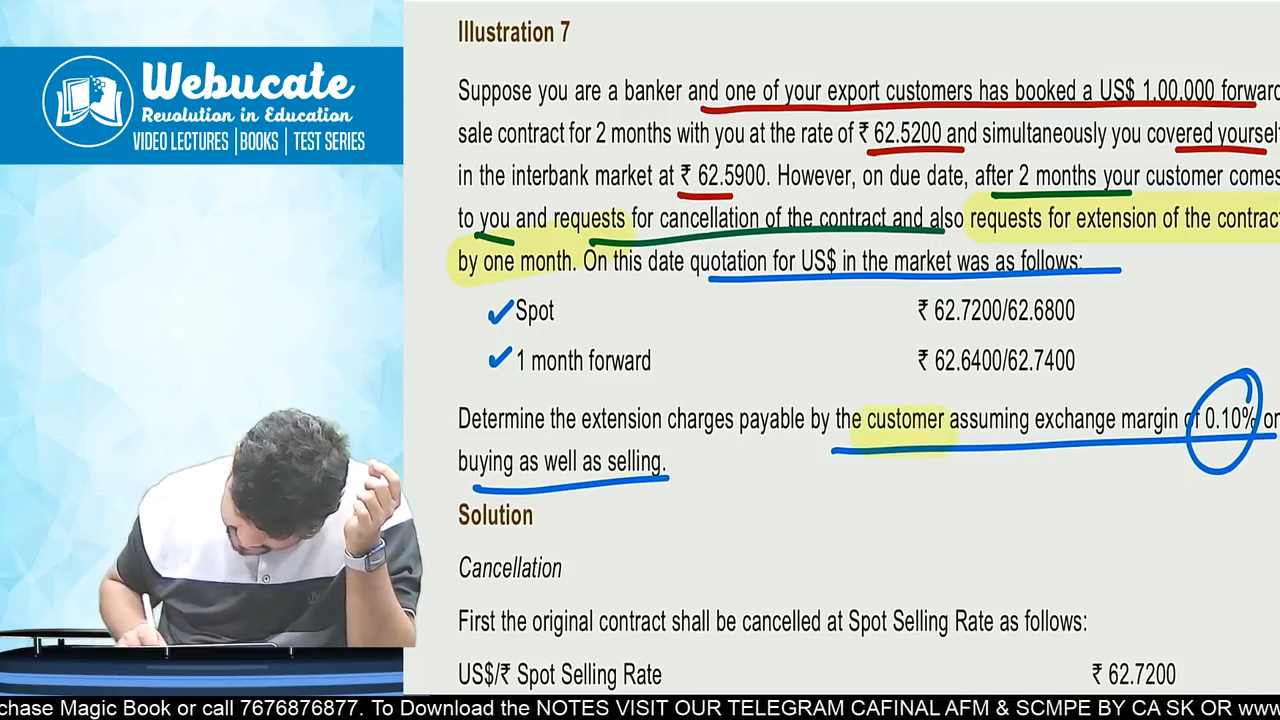 Webucate
Revolution in Education
VIDEO LECTURES | BOOKS | TEST SERIES
Illustration 7
Suppose you are a banker and one of your export customers has booked a US$ 1,00,000 forward
sale contract for 2 months with you at the rate of ₹ 62.5200 and simultaneously you covered yoursel
in the interbank market at ₹ 62.5900. However, on due date, after 2 months your customer comes
to you and requests for cancellation of the contract and also requests for extension of the contrac
by one month. On this date quotation for US$ in the market was as follows:
Spot ₹ 62.7200/62.6800
1 month forward ₹ 62.6400/62.7400
Determine the extension charges payable by the customer assuming exchange margin of 0.10% on
buying as well as selling.
Solution
Cancellation
First the original contract shall be cancelled at Spot Selling Rate as follows:
US$/₹ Spot Selling Rate ₹ 62.7200
chase Magic Book or call 7676876877. To Download the NOTES VISIT OUR TELEGRAM CAFINAL AFM & SCMPE BY CA SK OR www